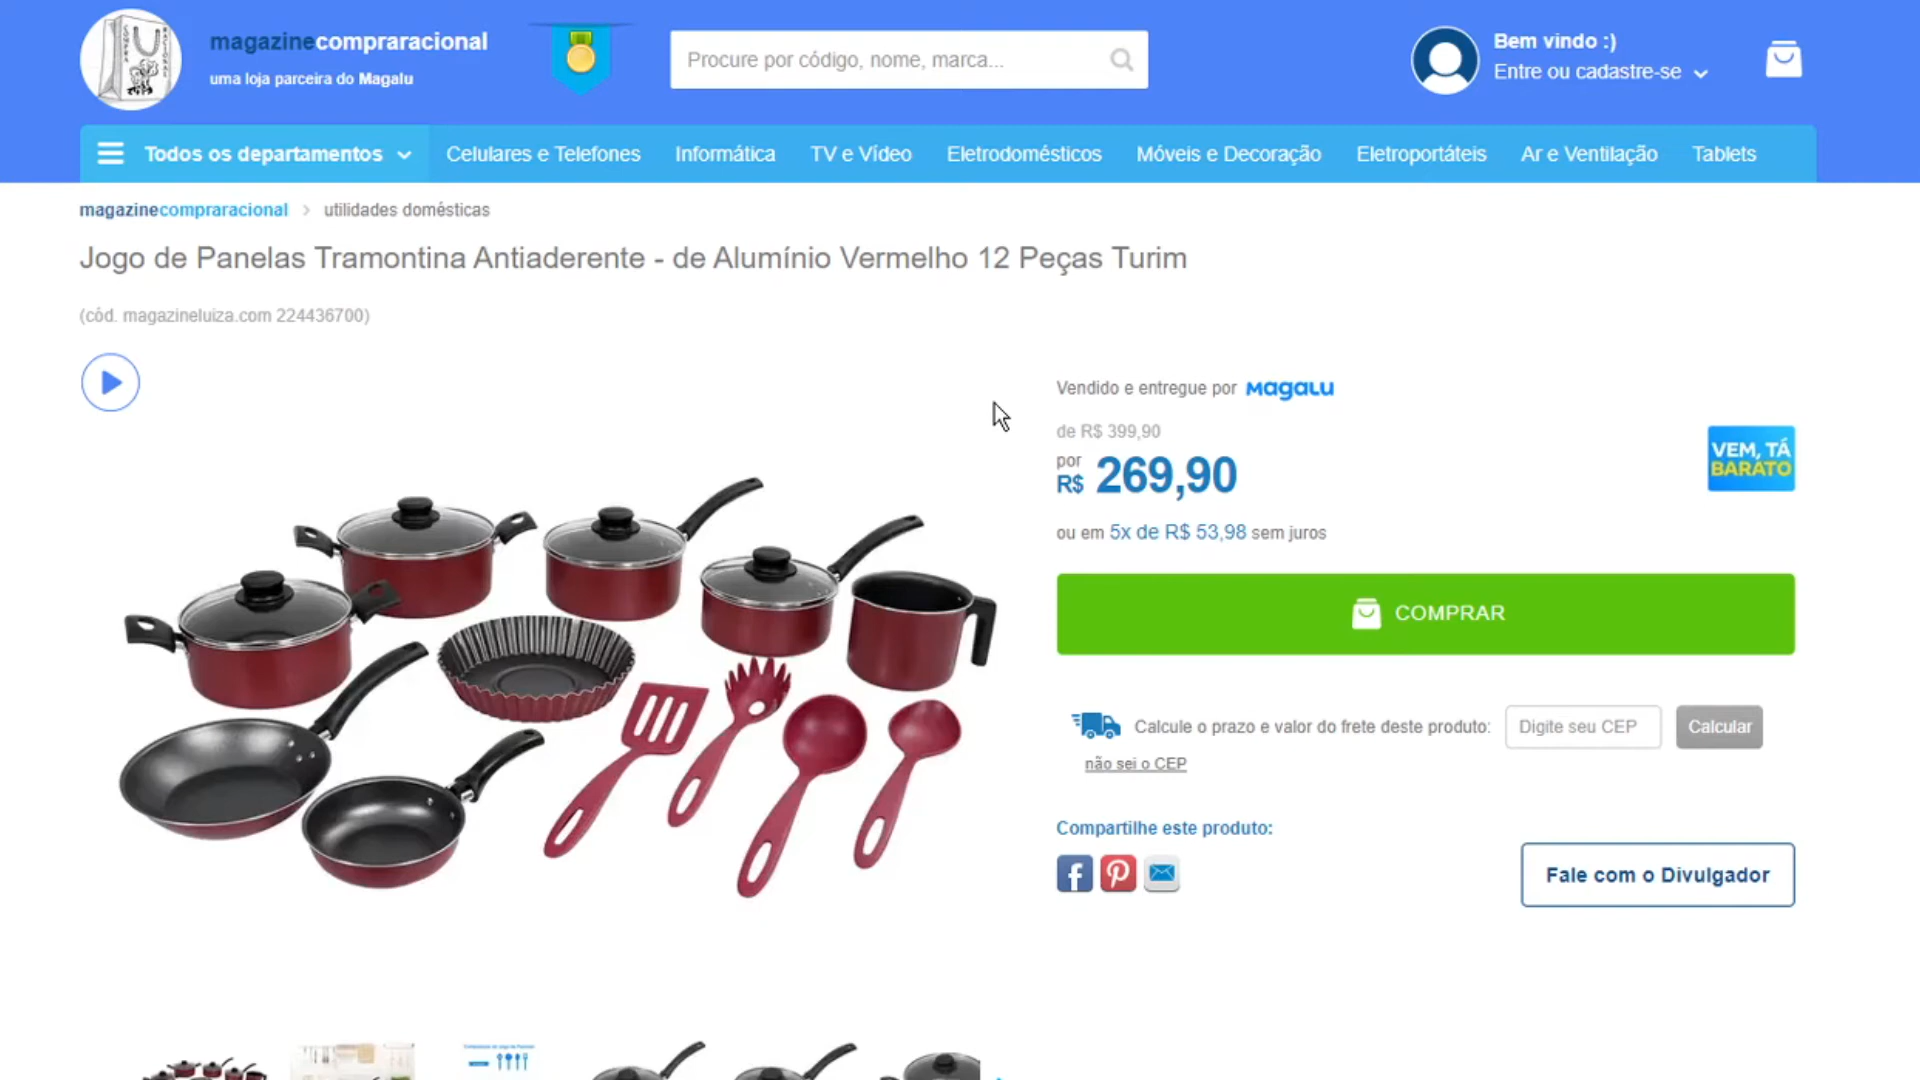 magazinecompraracional
uma loja parceira do Magalu
Procure por código, nome, marca...
Bem vindo :)
Entre ou cadastre-se
Todos os departamentos
Celulares e Telefones
Informática
TV e Vídeo
Eletrodomésticos
Móveis e Decoração
Eletroportáteis
Ar e Ventilação
Tablets
magazinecompraracional > utilidades domésticas
Jogo de Panelas Tramontina Antiaderente - de Alumínio Vermelho 12 Peças Turim
(cód. magazineluiza.com 224436700)
Vendido e entregue por Magalu
de R$ 399,90
por
R$ 269,90
VEM, TÁ
BARATO
ou em 5x de R$ 53,98 sem juros
COMPRAR
Calcule o prazo e valor do frete deste produto:
Digite seu CEP
Calcular
não sei o CEP
Compartilhe este produto:
Fale com o Divulgador